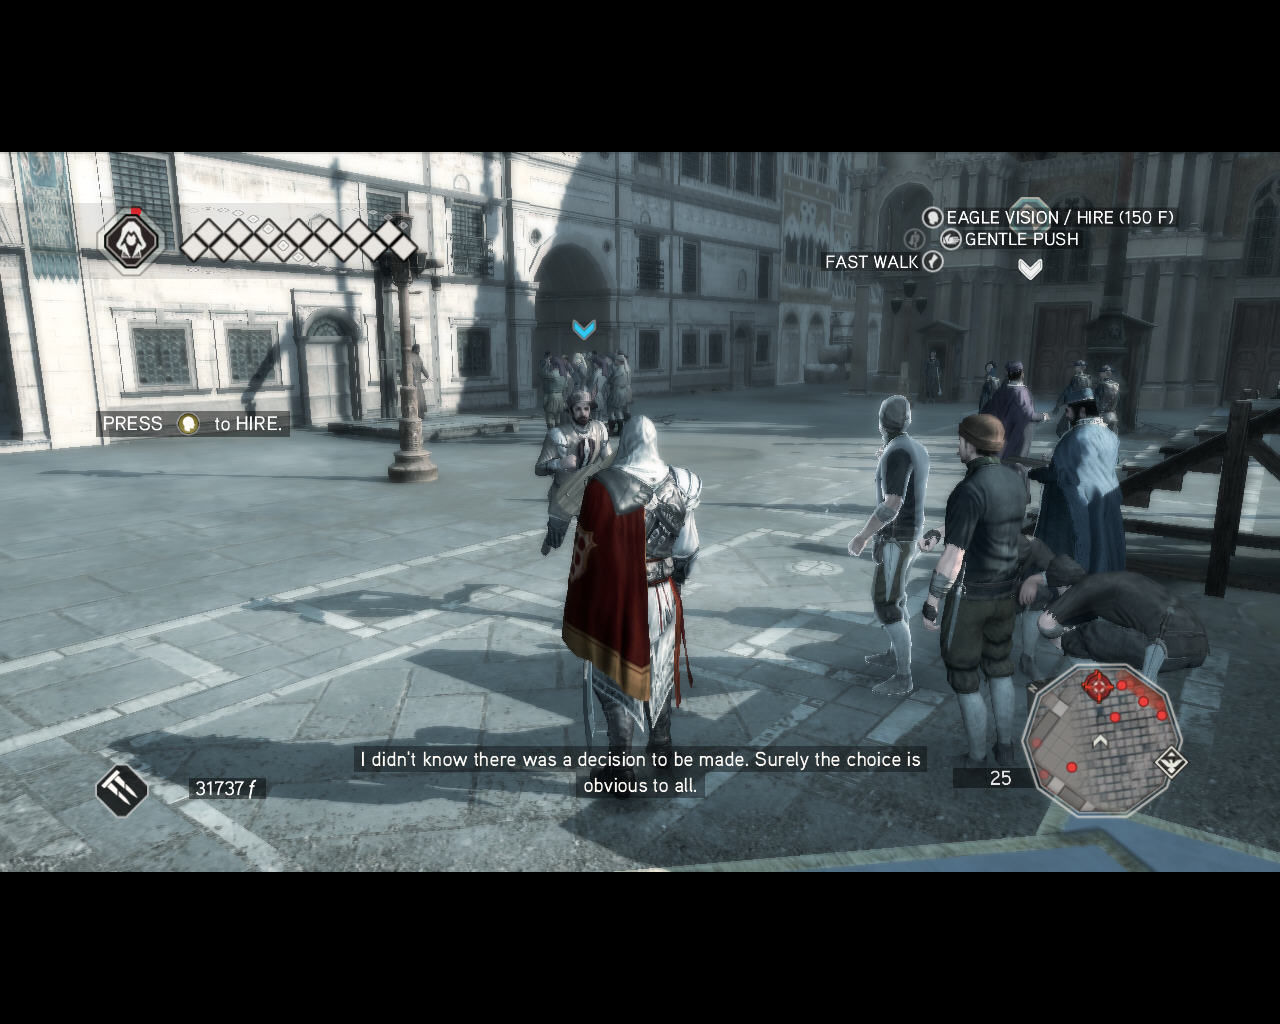 EAGLE VISION / HIRE (150 F)
GENTLE PUSH
FAST WALK
PRESS to HIRE.
I didn't know there was a decision to be made. Surely the choice is
obvious to all.
31737 ƒ
25
N